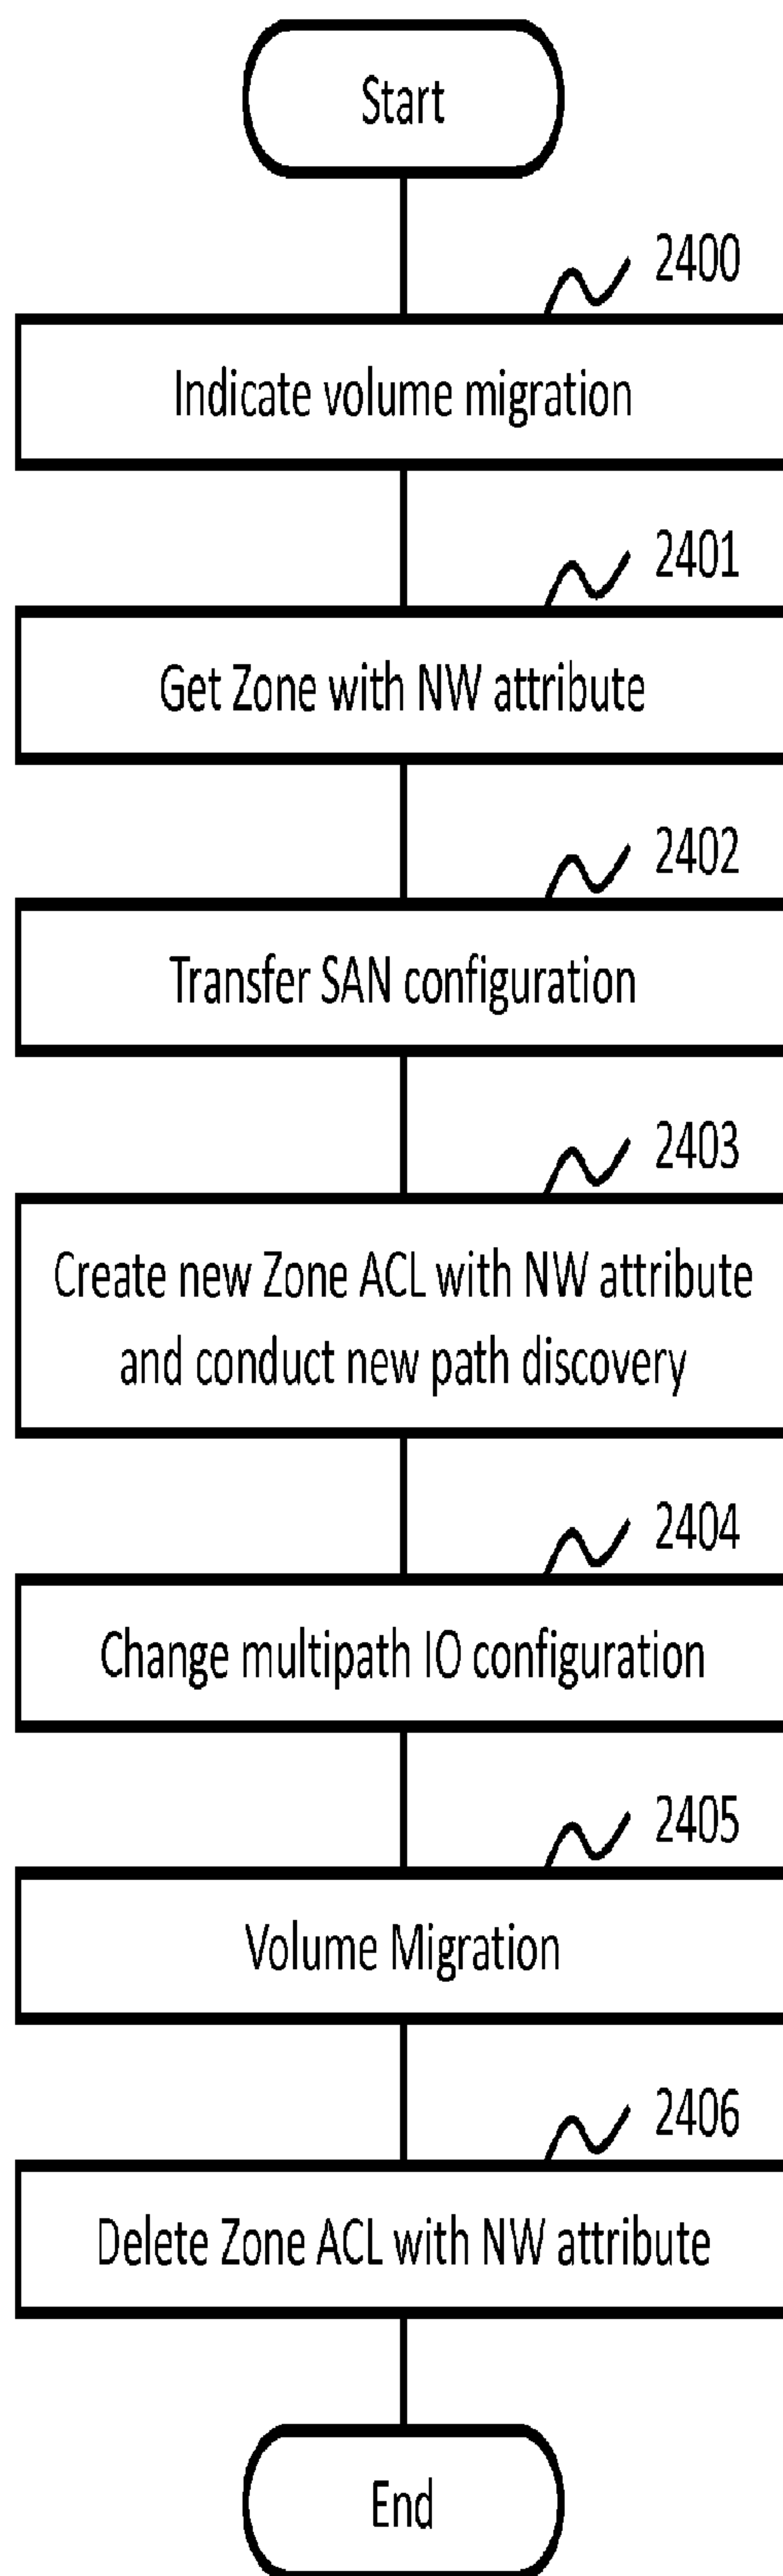 Start
2400
Indicate volume migration
2401
Get Zone with NW attribute
2402
Transfer SAN configuration
2403
Create new Zone ACL with NW attribute
and conduct new path discovery
2404
Change multipath IO configuration
2405
Volume Migration
2406
Delete Zone ACL with NW attribute
End